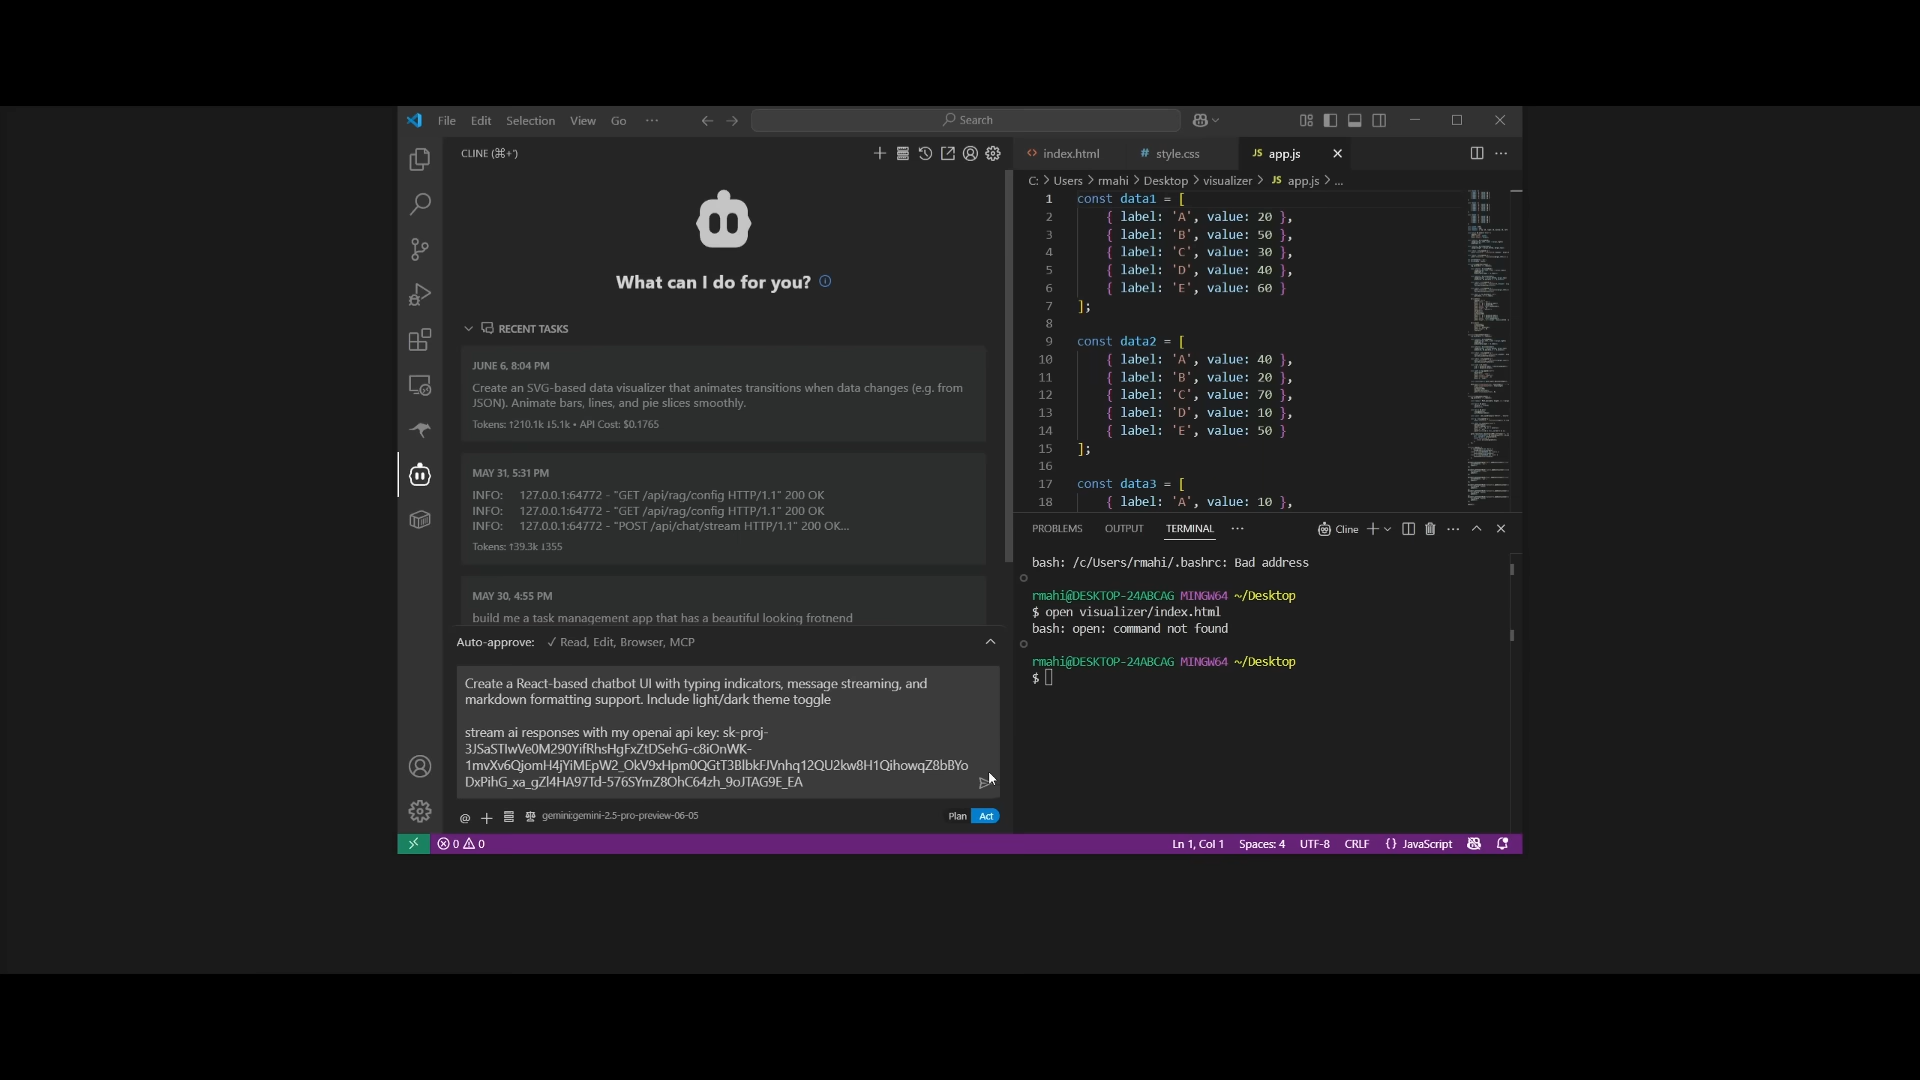 File Edit Selection View Go ···
Search
CLINE (⌘+')
What can I do for you?
RECENT TASKS
JUNE 6, 8:04 PM
Create an SVG-based data visualizer that animates transitions when data changes (e.g. from
JSON). Animate bars, lines, and pie slices smoothly.
Tokens: ↑210.1k ↓5.1k • API Cost: $0.1765
MAY 31, 5:31 PM
INFO: 127.0.0.1:64772 - "GET /api/rag/config HTTP/1.1" 200 OK
INFO: 127.0.0.1:64772 - "GET /api/rag/config HTTP/1.1" 200 OK
INFO: 127.0.0.1:64772 - "POST /api/chat/stream HTTP/1.1" 200 OK...
Tokens: ↑39.3k ↓355
MAY 30, 4:55 PM
build me a task management app that has a beautiful looking frotnend
Auto-approve: ✓ Read, Edit, Browser, MCP
Create a React-based chatbot UI with typing indicators, message streaming, and
markdown formatting support. Include light/dark theme toggle
stream ai responses with my openai api key: [API key redacted]
@ + gemini:gemini-2.5-pro-preview-06-05
Plan Act
index.html
# style.css
JS app.js
C: > Users > rmahi > Desktop > visualizer > JS app.js > ...
1 const data1 = [
2 { label: 'A', value: 20 },
3 { label: 'B', value: 50 },
4 { label: 'C', value: 30 },
5 { label: 'D', value: 40 },
6 { label: 'E', value: 60 }
7 ];
8
9 const data2 = [
10 { label: 'A', value: 40 },
11 { label: 'B', value: 20 },
12 { label: 'C', value: 70 },
13 { label: 'D', value: 10 },
14 { label: 'E', value: 50 }
15 ];
16
17 const data3 = [
18 { label: 'A', value: 10 },
PROBLEMS OUTPUT TERMINAL ···
Cline
bash: /c/Users/rmahi/.bashrc: Bad address
rmahi@DESKTOP-24ABCAG MINGW64 ~/Desktop
$ open visualizer/index.html
bash: open: command not found
rmahi@DESKTOP-24ABCAG MINGW64 ~/Desktop
$
0 0
Ln 1, Col 1 Spaces: 4 UTF-8 CRLF {} JavaScript